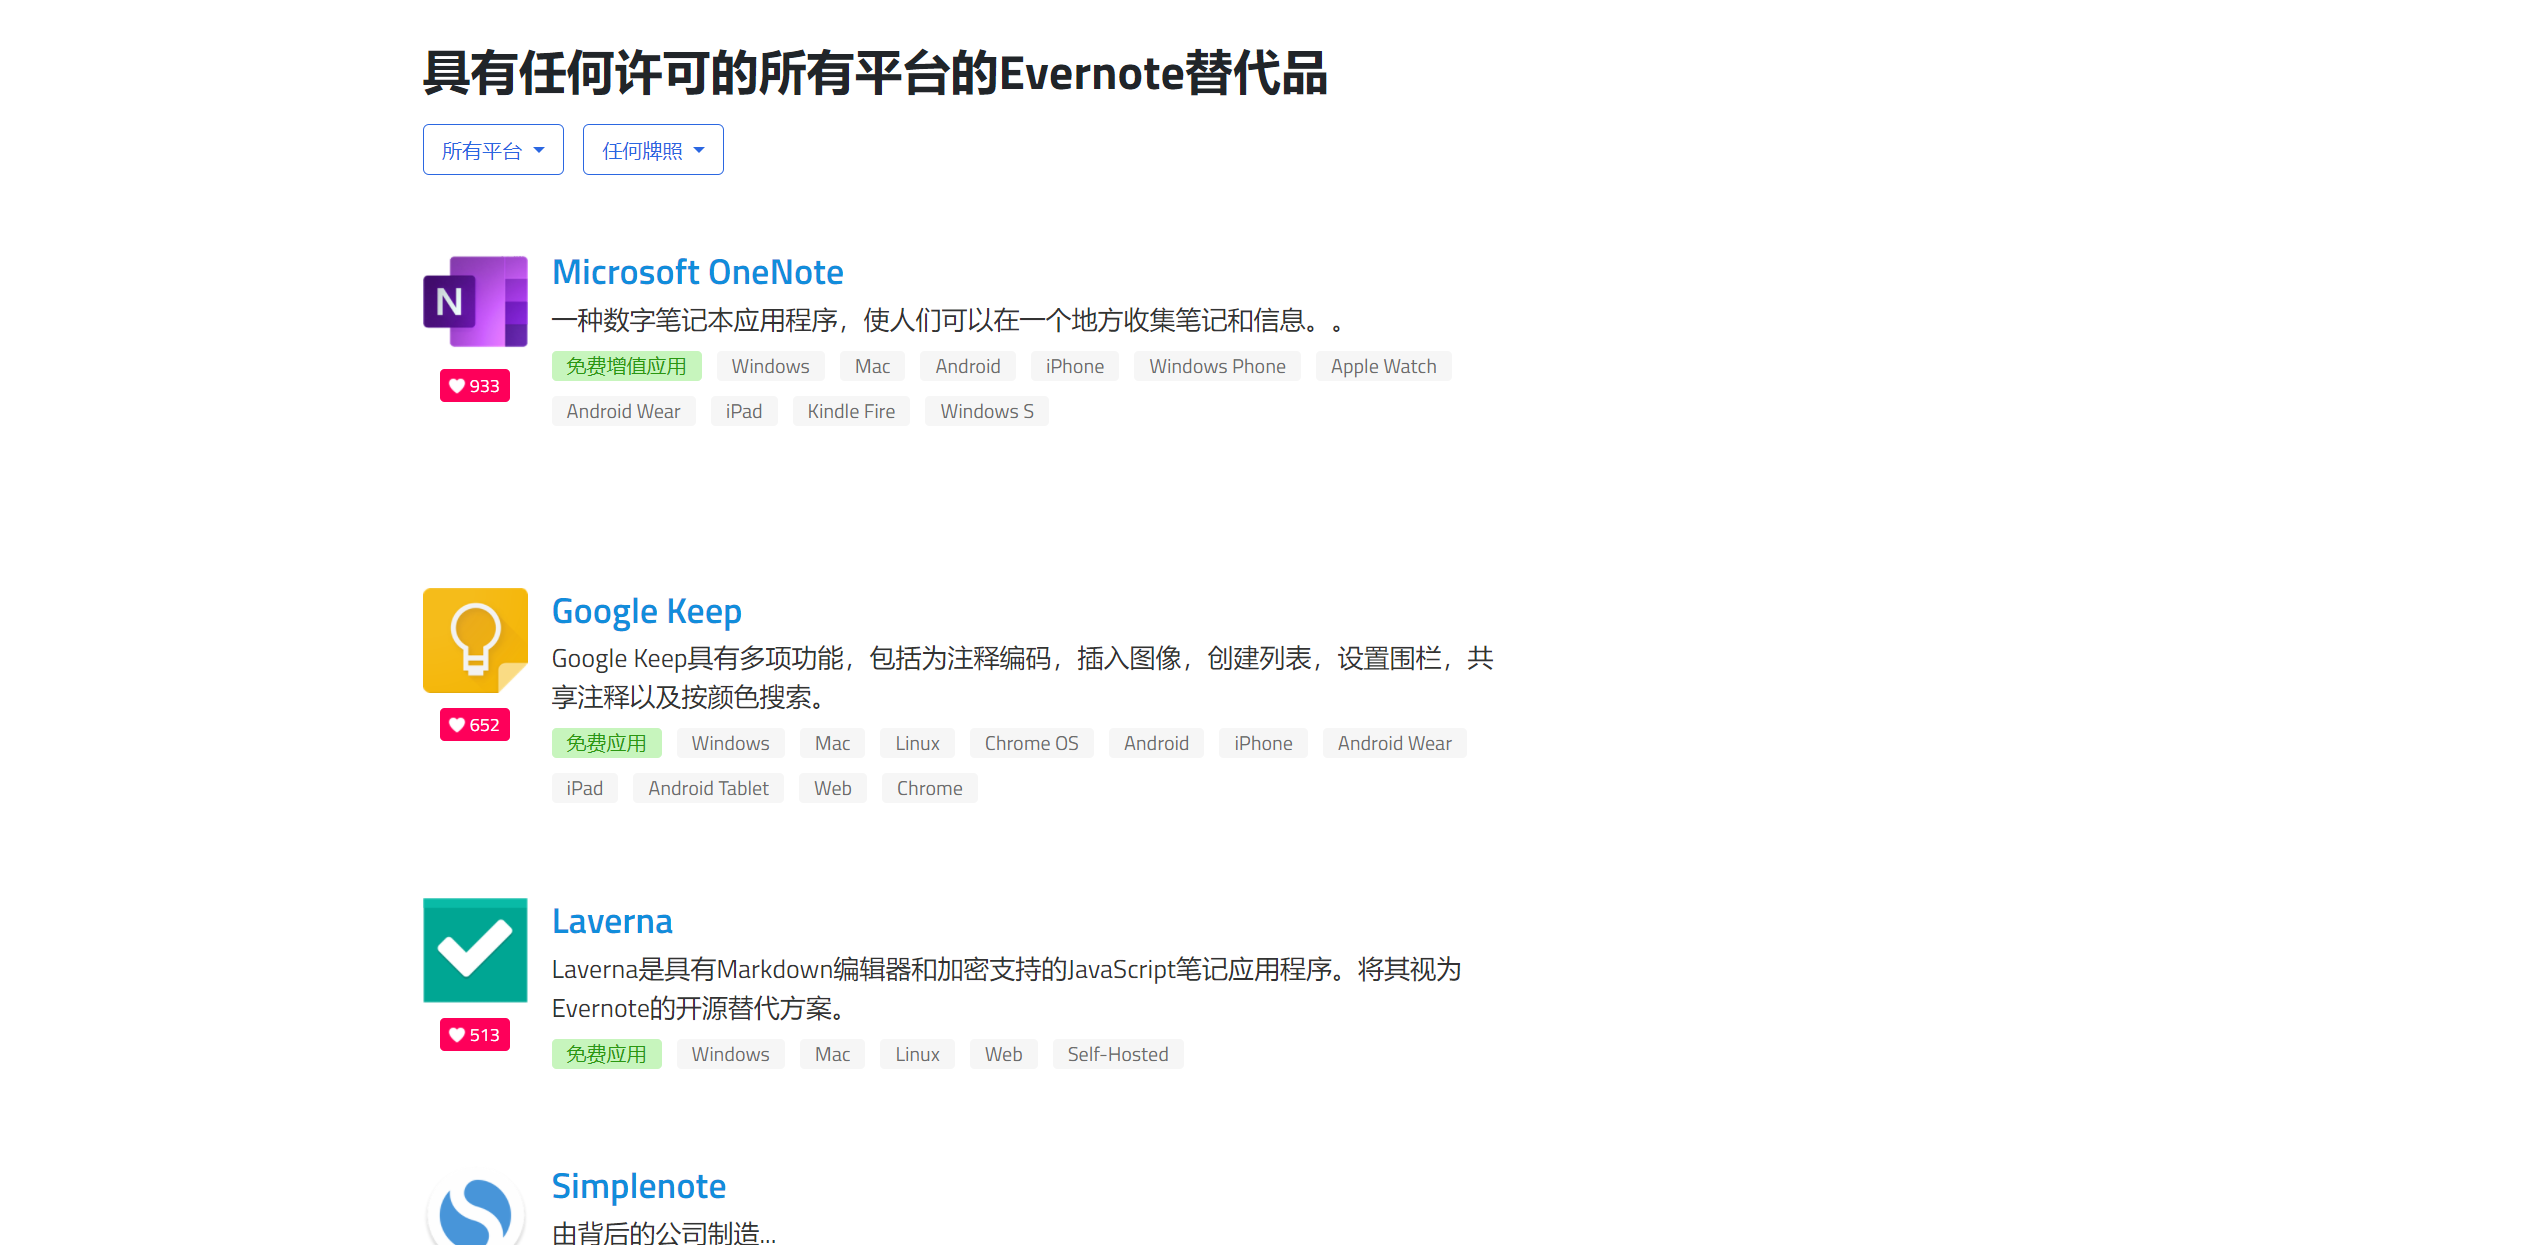 具有任何许可的所有平台的Evernote替代品
所有平台 任何牌照
Microsoft OneNote
一种数字笔记本应用程序，使人们可以在一个地方收集笔记和信息。。
N
免费增值应用 Windows Mac Android iPhone Windows Phone Apple Watch
933
Android Wear iPad Kindle Fire Windows S
Google Keep
Google Keep具有多项功能，包括为注释编码，插入图像，创建列表，设置围栏，共
享注释以及按颜色搜索。
652
免费应用 Windows Mac Linux Chrome OS Android iPhone Android Wear
iPad Android Tablet Web Chrome
Laverna
Laverna是具有Markdown编辑器和加密支持的JavaScript笔记应用程序。将其视为
Evernote的开源替代方案。
513
免费应用 Windows Mac Linux Web Self-Hosted
Simplenote
由背后的公司制造...